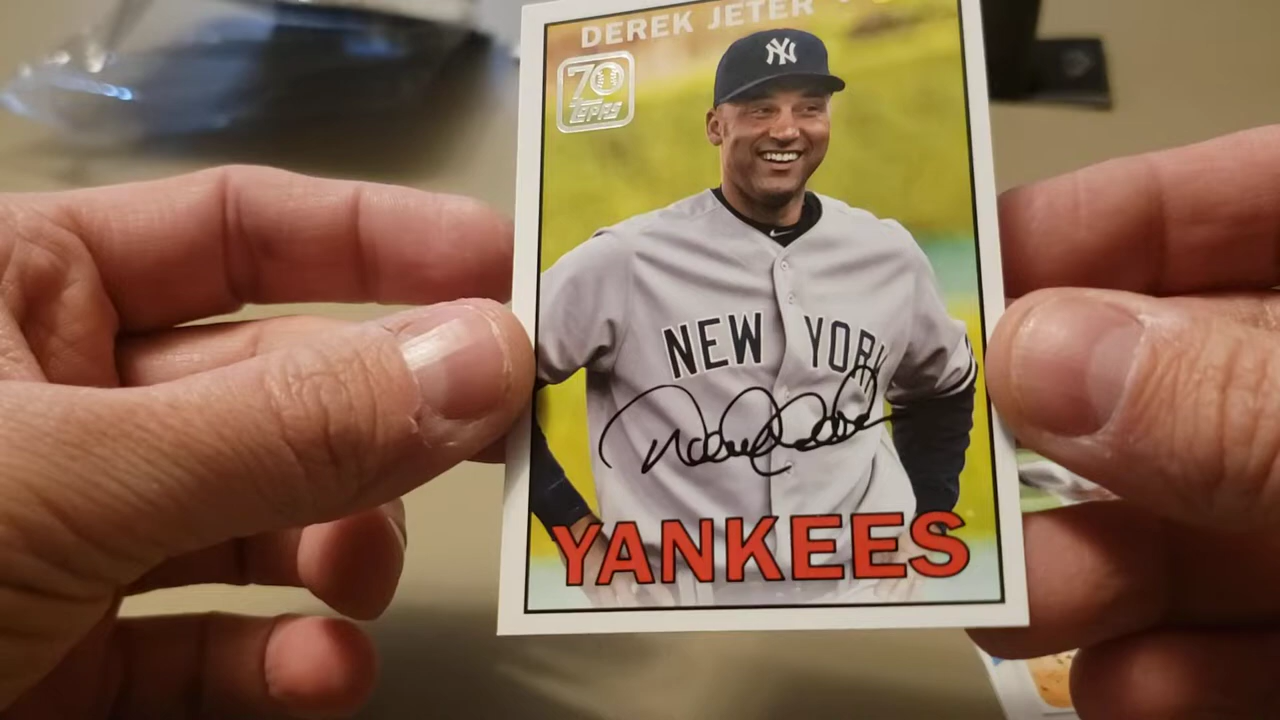 DEREK JETER
70
Topps
NY
NEW YORK
YANKEES